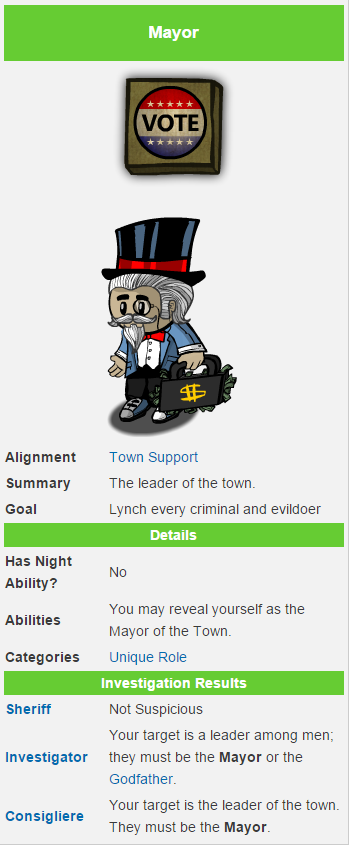 Mayor
★★★★★
VOTE
★★★★★
$
Alignment Town Support
Summary The leader of the town.
Goal Lynch every criminal and evildoer
Details
Has Night
Ability?
No
Abilities
You may reveal yourself as the
Mayor of the Town.
Categories Unique Role
Investigation Results
Sheriff Not Suspicious
Investigator
Your target is a leader among men;
they must be the Mayor or the
Godfather.
Consigliere
Your target is the leader of the town.
They must be the Mayor.